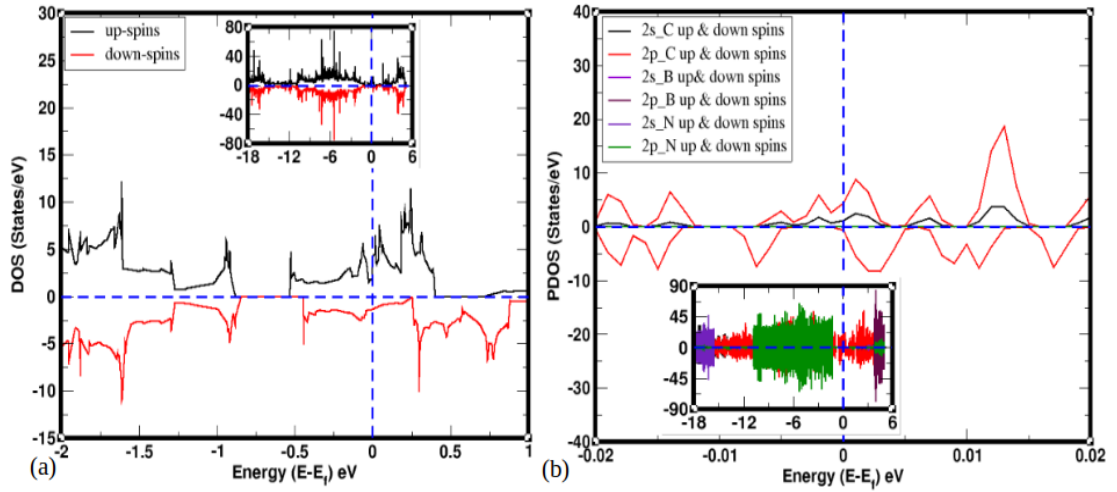 up-spins
down-spins
80
40
0
-40
-80
-18 -12 -6 0 6
15
10
5
0
-5
-10
-15
DOS (States/eV)
-2 -1.5 -1 -0.5 0 0.5 1
Energy (E-Ef) eV
(a)
2s_C up & down spins
2p_C up & down spins
2s_B up& down spins
2p_B up & down spins
2s_N up & down spins
2p_N up & down spins
40
30
20
10
0
-10
-20
-30
-40
PDOS (States/eV)
90
45
0
-45
-90
-18 -12 -6 0 6
-0.02 -0.01 0 0.01 0.02
Energy (E-Ef) eV
(b)